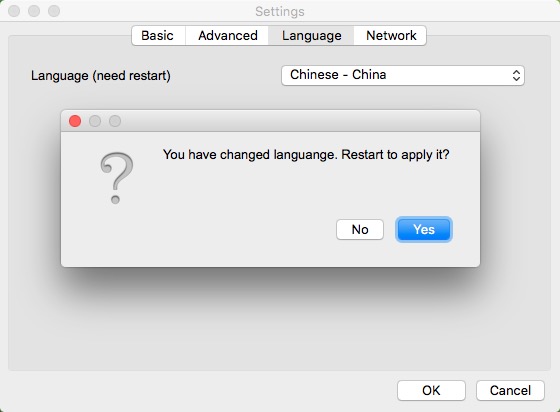 Settings
Basic Advanced Language Network
Language (need restart) Chinese - China
You have changed languange. Restart to apply it?
No Yes
OK Cancel